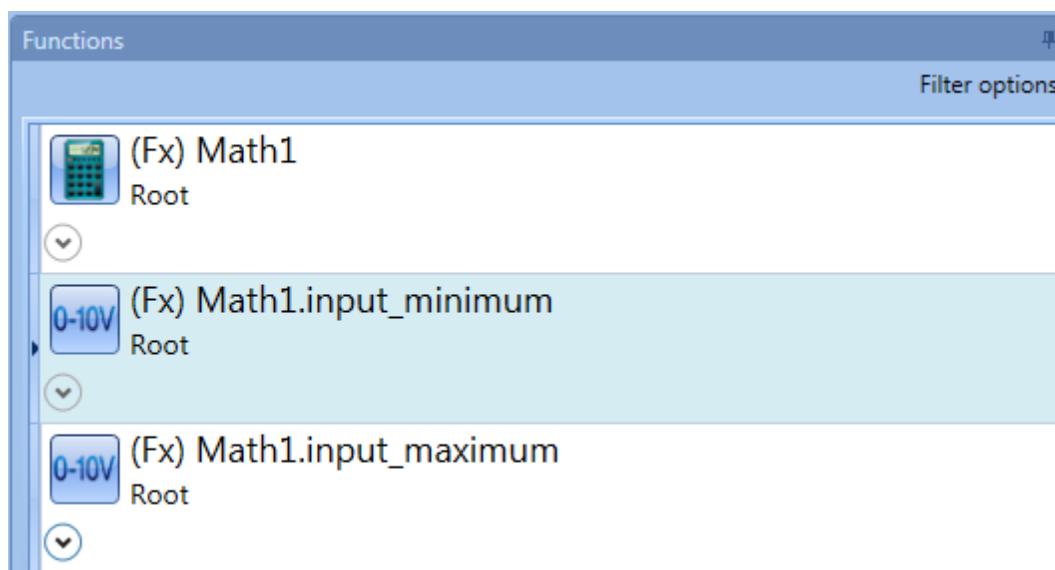 Functions
Filter options
(Fx) Math1
Root
0-10V
(Fx) Math1.input_minimum
Root
0-10V
(Fx) Math1.input_maximum
Root